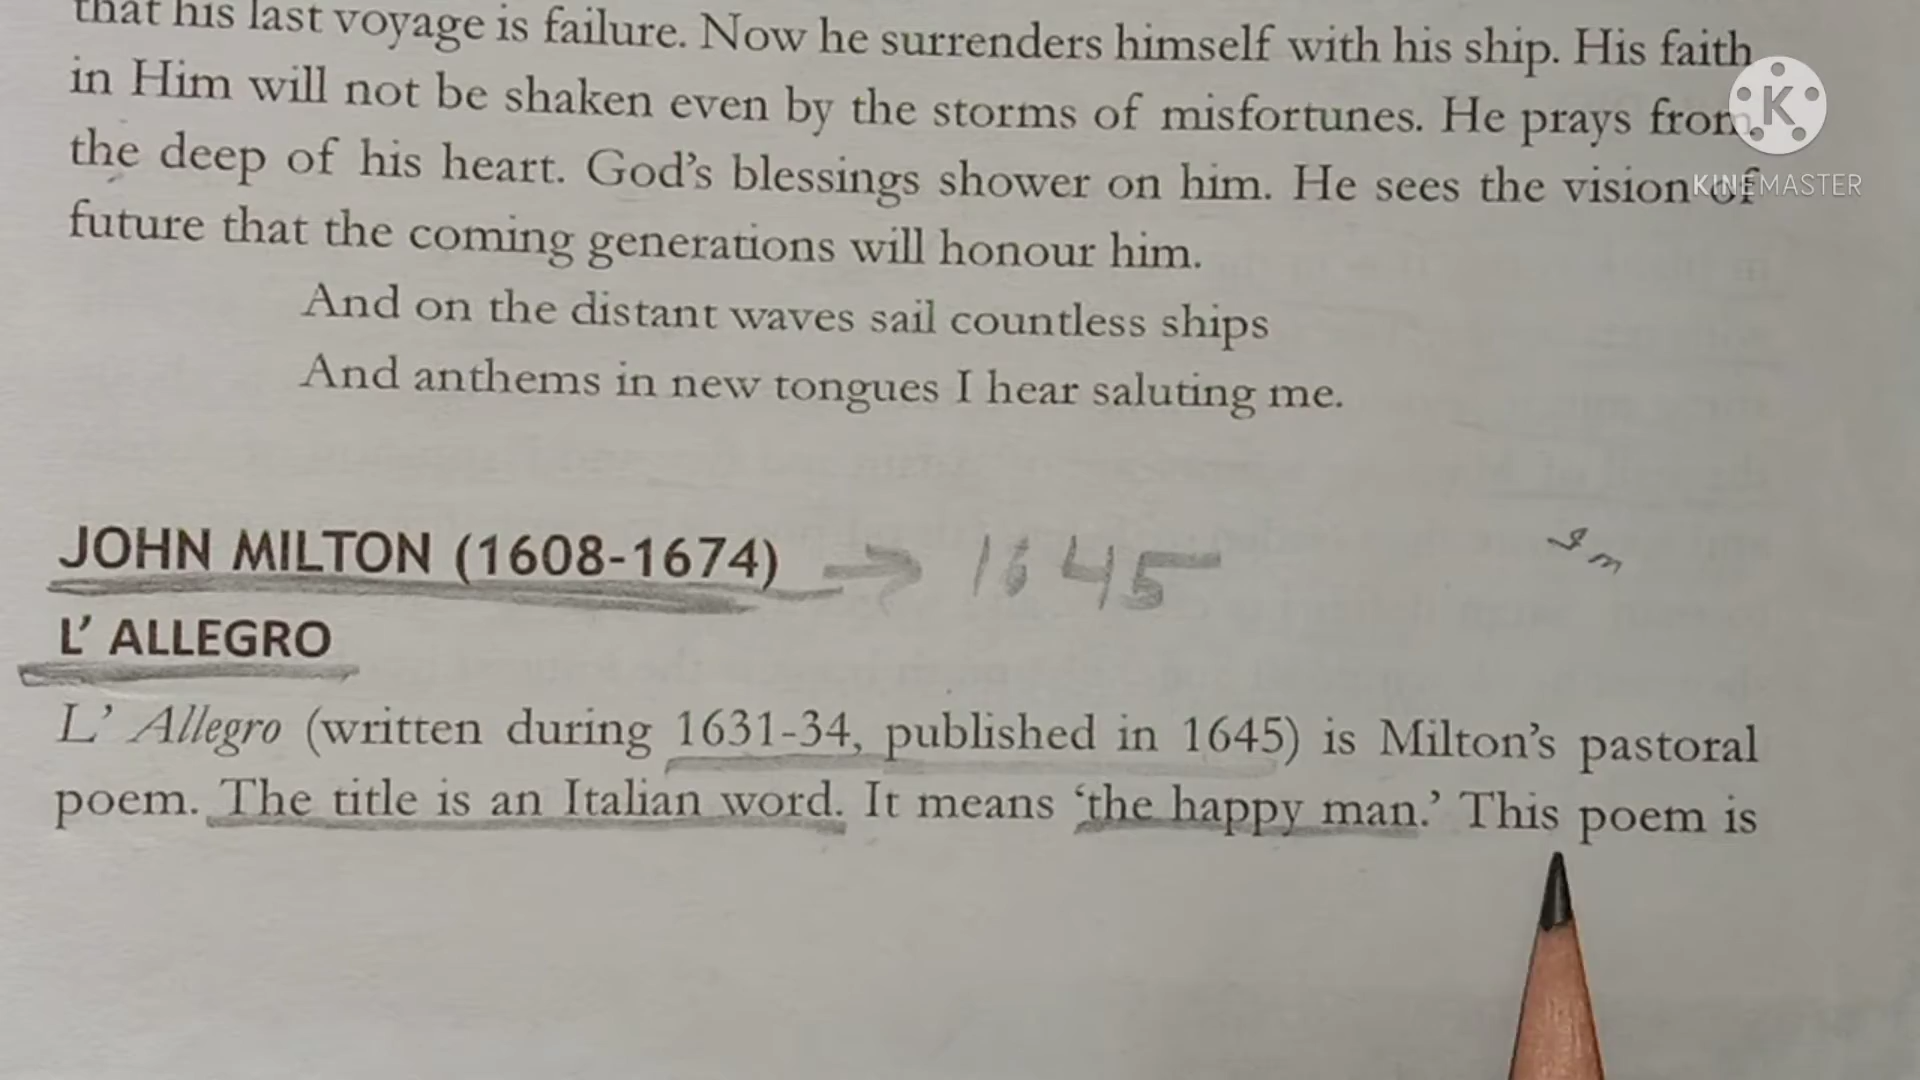 that his last voyage is failure. Now he surrenders himself with his ship. His faith
in Him will not be shaken even by the storms of misfortunes. He prays from
the deep of his heart. God's blessings shower on him. He sees the vision of
future that the coming generations will honour him.
And on the distant waves sail countless ships
And anthems in new tongues I hear saluting me.
JOHN MILTON (1608-1674) → 1645
L' ALLEGRO
L' Allegro (written during 1631-34, published in 1645) is Milton's pastoral
poem. The title is an Italian word. It means 'the happy man.' This poem is
K
KINEMASTER